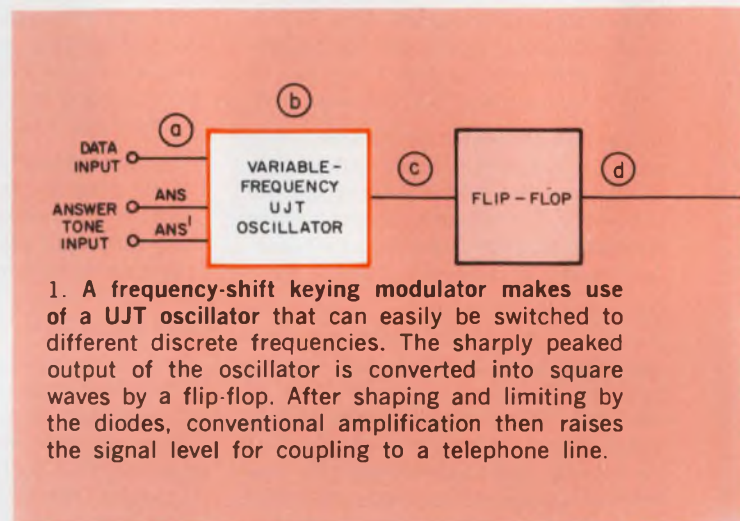 ⓑ
ⓐ
DATA
INPUT
VARIABLE-
FREQUENCY
UJT
OSCILLATOR
ANSWER
TONE
INPUT
ANS
ANS'
ⓒ
FLIP-FLOP
ⓓ
1. A frequency-shift keying modulator makes use
of a UJT oscillator that can easily be switched to
different discrete frequencies. The sharply peaked
output of the oscillator is converted into square
waves by a flip-flop. After shaping and limiting by
the diodes, conventional amplification then raises
the signal level for coupling to a telephone line.